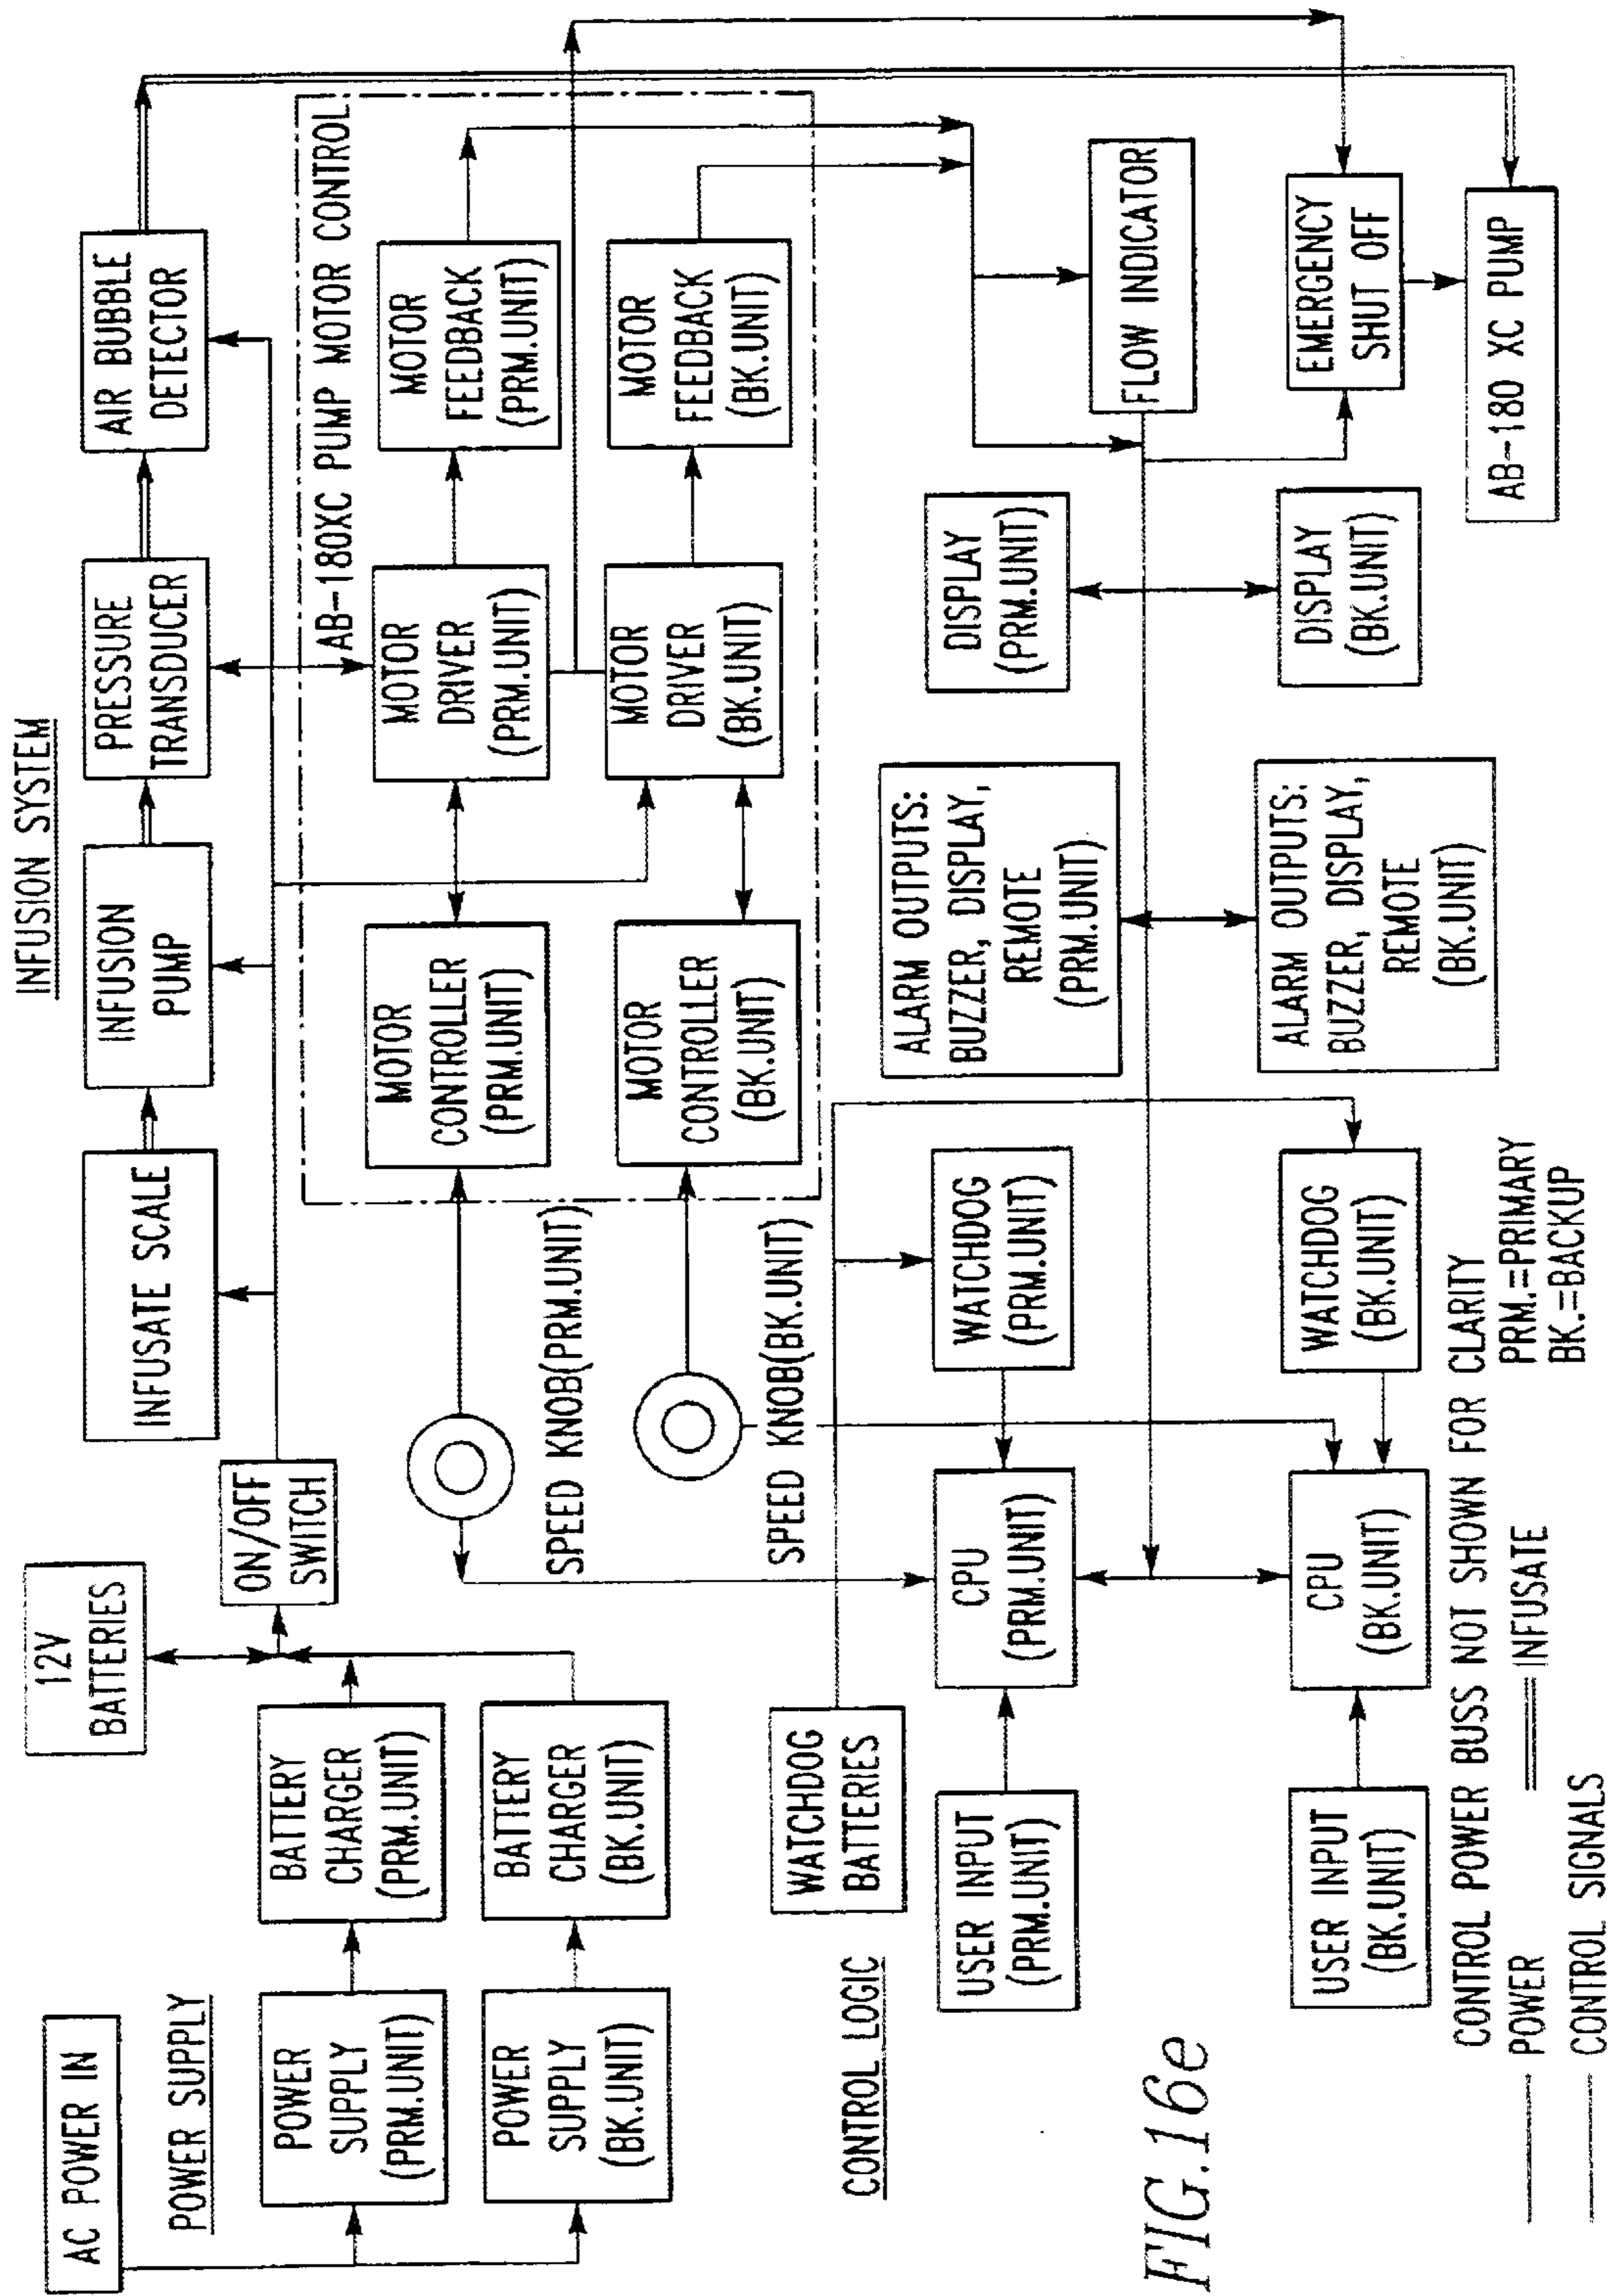 AC POWER IN
POWER SUPPLY
POWER
SUPPLY
(PRM.UNIT)
POWER
SUPPLY
(BK.UNIT)
BATTERY
CHARGER
(PRM.UNIT)
BATTERY
CHARGER
(BK.UNIT)
12V
BATTERIES
ON/OFF
SWITCH
INFUSION SYSTEM
INFUSATE SCALE
INFUSION
PUMP
PRESSURE
TRANSDUCER
AIR BUBBLE
DETECTOR
AB-180XC PUMP MOTOR CONTROL
SPEED KNOB(PRM.UNIT)
MOTOR
CONTROLLER
(PRM.UNIT)
MOTOR
DRIVER
(PRM.UNIT)
MOTOR
FEEDBACK
(PRM.UNIT)
SPEED KNOB(BK.UNIT)
MOTOR
CONTROLLER
(BK.UNIT)
MOTOR
DRIVER
(BK.UNIT)
MOTOR
FEEDBACK
(BK.UNIT)
CONTROL LOGIC
WATCHDOG
BATTERIES
USER INPUT
(PRM.UNIT)
CPU
(PRM.UNIT)
WATCHDOG
(PRM.UNIT)
ALARM OUTPUTS:
BUZZER, DISPLAY,
REMOTE
(PRM.UNIT)
DISPLAY
(PRM.UNIT)
FLOW INDICATOR
USER INPUT
(BK.UNIT)
CPU
(BK.UNIT)
WATCHDOG
(BK.UNIT)
ALARM OUTPUTS:
BUZZER, DISPLAY,
REMOTE
(BK.UNIT)
DISPLAY
(BK.UNIT)
EMERGENCY
SHUT OFF
AB-180 XC PUMP
FIG.16e
CONTROL POWER BUSS NOT SHOWN FOR CLARITY
POWER
INFUSATE
CONTROL SIGNALS
PRM.=PRIMARY
BK.=BACKUP